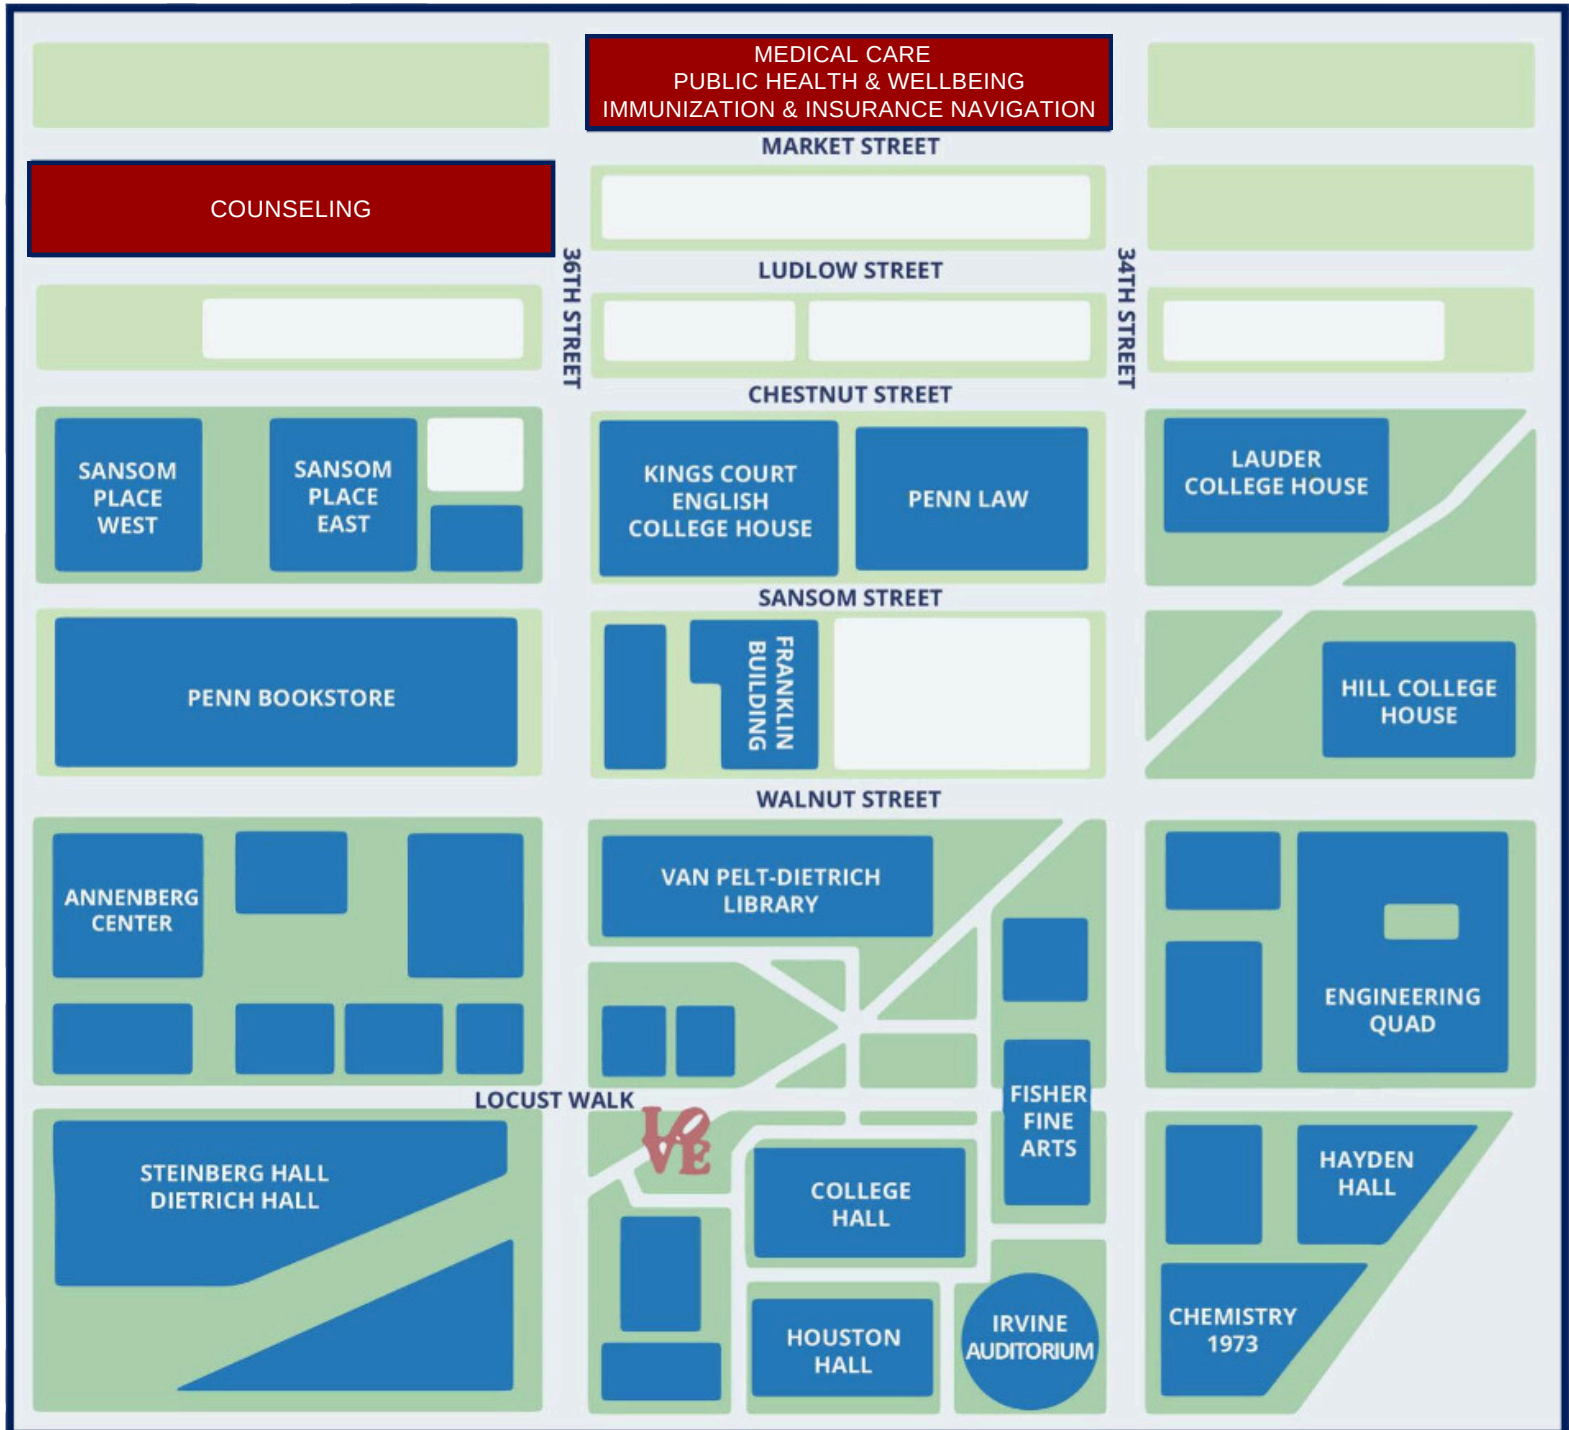 MEDICAL CARE
PUBLIC HEALTH & WELLBEING
IMMUNIZATION & INSURANCE NAVIGATION
MARKET STREET
COUNSELING
36TH STREET
LUDLOW STREET
34TH STREET
CHESTNUT STREET
SANSOM
PLACE
WEST
SANSOM
PLACE
EAST
KINGS COURT
ENGLISH
COLLEGE HOUSE
PENN LAW
LAUDER
COLLEGE HOUSE
SANSOM STREET
PENN BOOKSTORE
FRANKLIN
BUILDING
HILL COLLEGE
HOUSE
WALNUT STREET
ANNENBERG
CENTER
VAN PELT-DIETRICH
LIBRARY
ENGINEERING
QUAD
LOCUST WALK
LO
VE
FISHER
FINE
ARTS
STEINBERG HALL
DIETRICH HALL
COLLEGE
HALL
HAYDEN
HALL
HOUSTON
HALL
IRVINE
AUDITORIUM
CHEMISTRY
1973